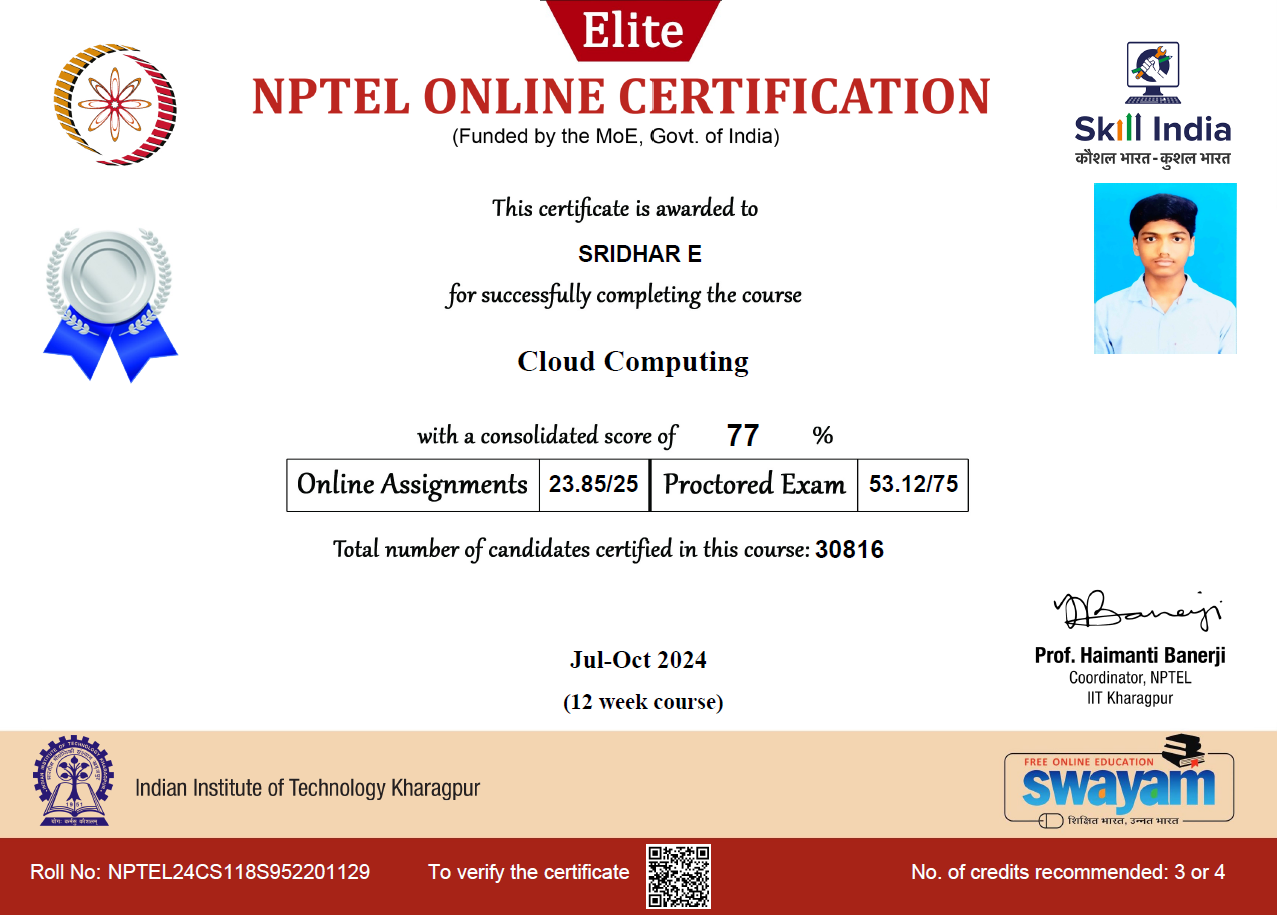 Elite
NPTEL ONLINE CERTIFICATION
(Funded by the MoE, Govt. of India)
Skill India
कौशल भारत - कुशल भारत
This certificate is awarded to
SRIDHAR E
for successfully completing the course
Cloud Computing
with a consolidated score of 77 %
Online Assignments 23.85/25 Proctored Exam 53.12/75
Total number of candidates certified in this course: 30816
Jul-Oct 2024
(12 week course)
Prof. Haimanti Banerji
Coordinator, NPTEL
IIT Kharagpur
Indian Institute of Technology Kharagpur
FREE ONLINE EDUCATION
swayam
शिक्षित भारत, उन्नत भारत
Roll No: NPTEL24CS118S952201129 To verify the certificate No. of credits recommended: 3 or 4